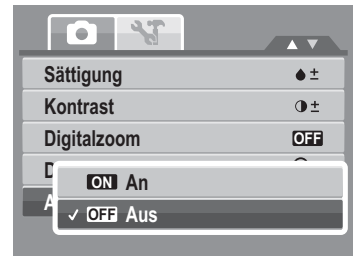 Sättigung
Kontrast
Digitalzoom OFF
D
ON An
A
OFF Aus